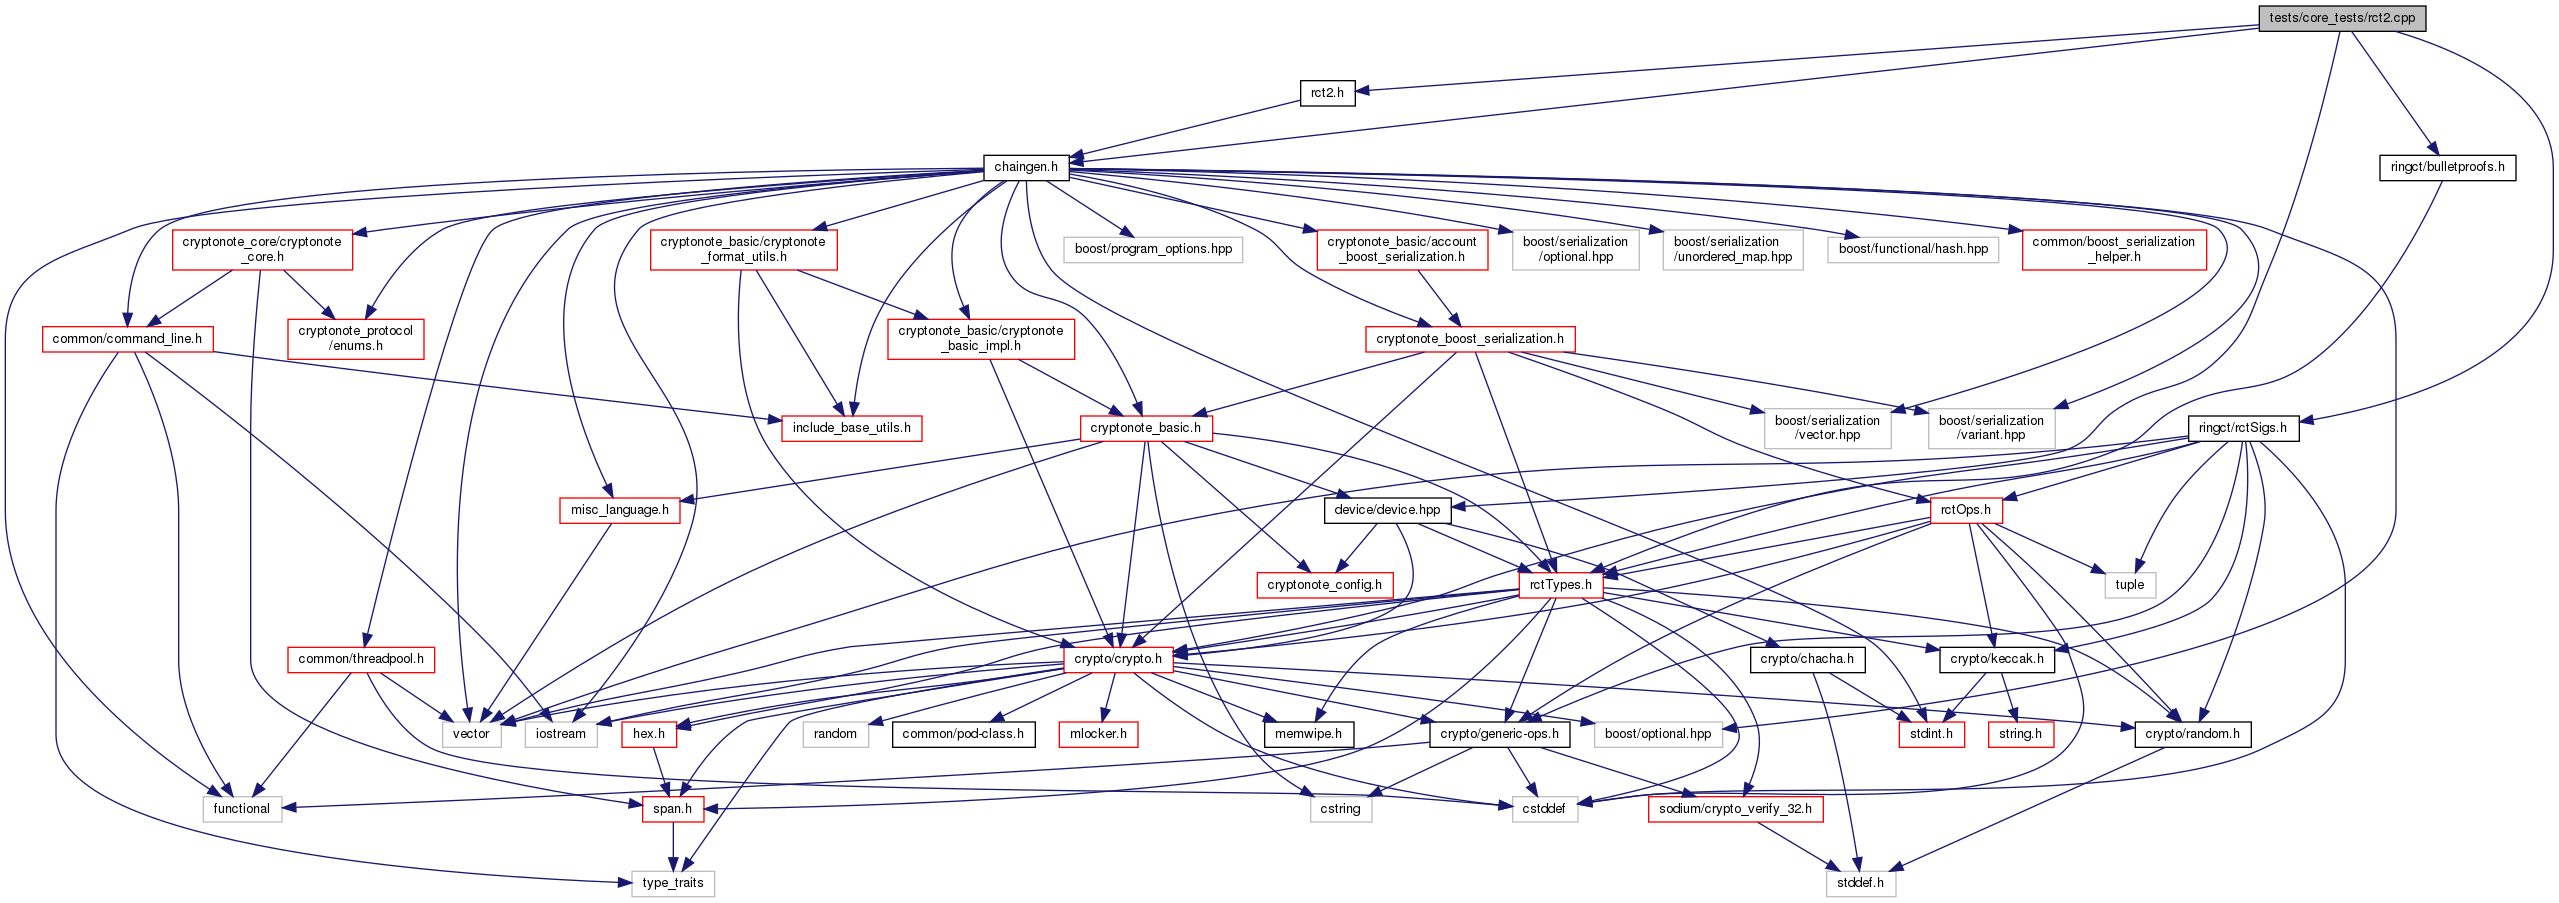 tests/core_tests/rct2.cpp
rct2.h
chaingen.h
ringct/bulletproofs.h
cryptonote_core/cryptonote
_core.h
cryptonote_basic/cryptonote
_format_utils.h
boost/program_options.hpp
cryptonote_basic/account
_boost_serialization.h
boost/serialization
/optional.hpp
boost/serialization
/unordered_map.hpp
boost/functional/hash.hpp
common/boost_serialization
_helper.h
common/command_line.h
cryptonote_protocol
/enums.h
cryptonote_basic/cryptonote
_basic_impl.h
cryptonote_boost_serialization.h
include_base_utils.h
cryptonote_basic.h
boost/serialization
/vector.hpp
boost/serialization
/variant.hpp
ringct/rctSigs.h
misc_language.h
device/device.hpp
rctOps.h
cryptonote_config.h
rctTypes.h
tuple
common/threadpool.h
crypto/crypto.h
crypto/chacha.h
crypto/keccak.h
vector
iostream
hex.h
random
common/pod-class.h
mlocker.h
memwipe.h
crypto/generic-ops.h
boost/optional.hpp
stdint.h
string.h
crypto/random.h
functional
span.h
cstring
cstddef
sodium/crypto_verify_32.h
type_traits
stddef.h